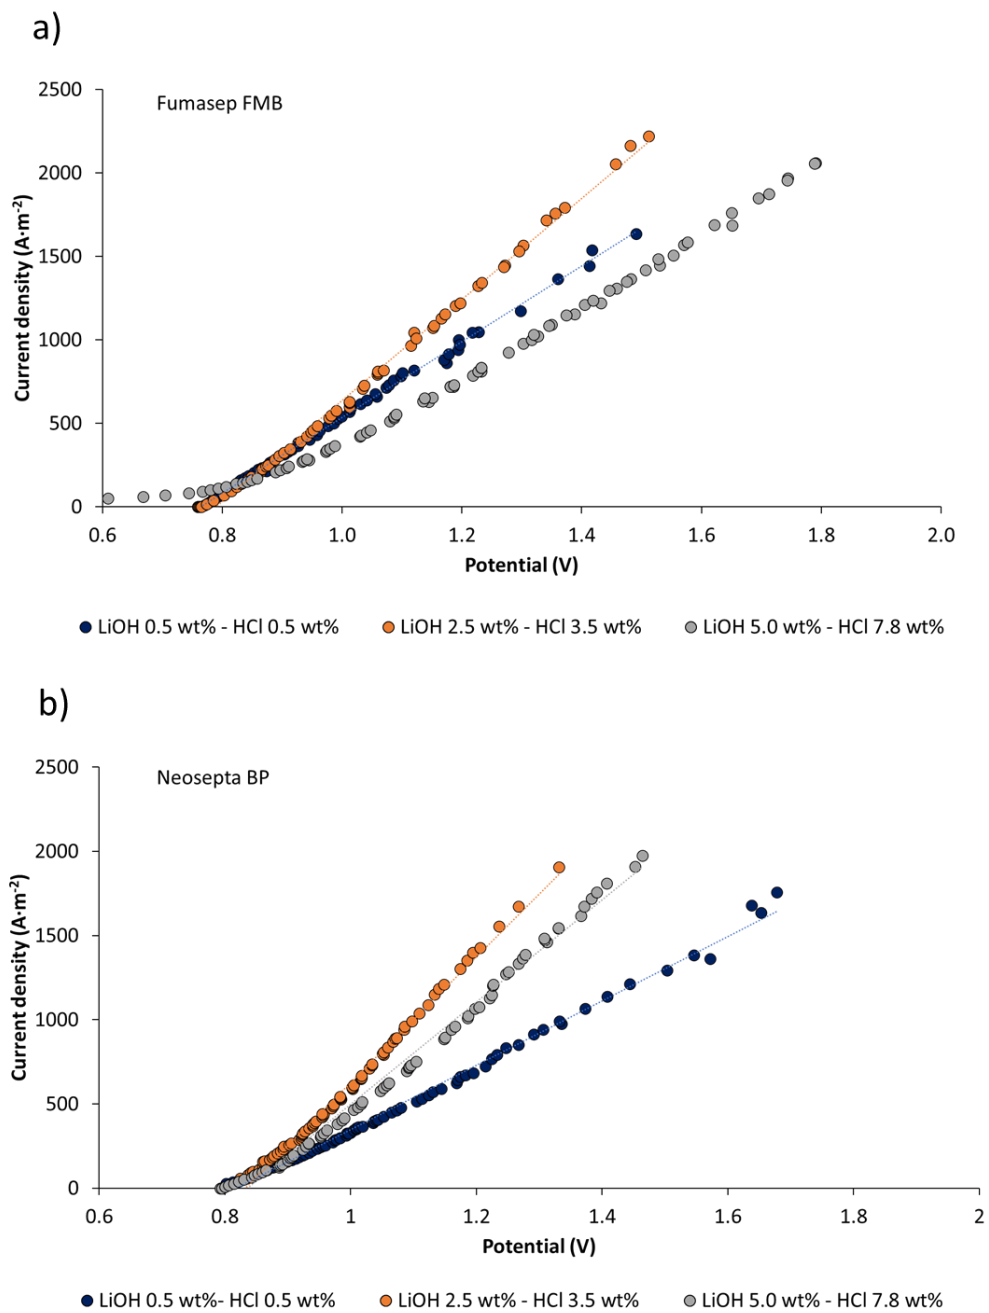 a)
Fumasep FMB
2500
2000
1500
1000
500
0
0.6 0.8 1.0 1.2 1.4 1.6 1.8 2.0
Current density (A·m⁻²)
Potential (V)
LiOH 0.5 wt% - HCl 0.5 wt% LiOH 2.5 wt% - HCl 3.5 wt% LiOH 5.0 wt% - HCl 7.8 wt%
b)
Neosepta BP
2500
2000
1500
1000
500
0
0.6 0.8 1 1.2 1.4 1.6 1.8 2
Current density (A·m⁻²)
Potential (V)
LiOH 0.5 wt%- HCl 0.5 wt% LiOH 2.5 wt% - HCl 3.5 wt% LiOH 5.0 wt% - HCl 7.8 wt%